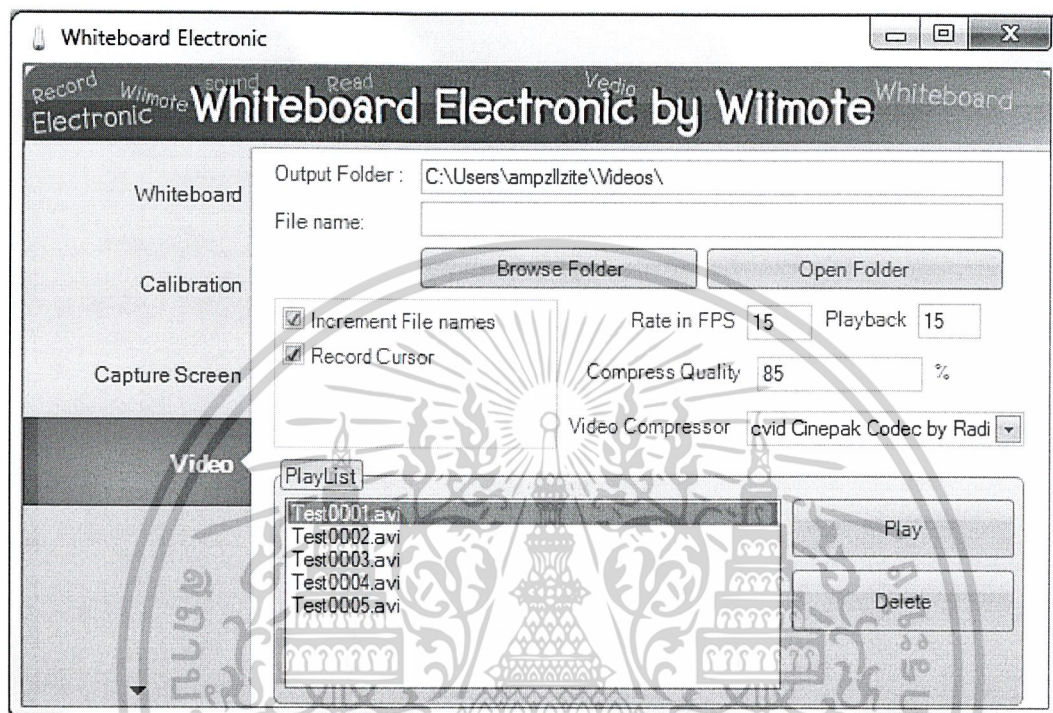 Whiteboard Electronic
Record Wiimote sound Read Vedio Whiteboard
Electronic Whiteboard Electronic by Wiimote
Whiteboard
Calibration
Capture Screen
Video
Output Folder : C:\Users\ampzllzite\Videos\
File name:
Browse Folder Open Folder
Increment File names
Record Cursor
Rate in FPS 15 Playback 15
Compress Quality 85 %
Video Compressor cvid Cinepak Codec by Radi
PlayList
Test0001.avi
Test0002.avi
Test0003.avi
Test0004.avi
Test0005.avi
Play
Delete